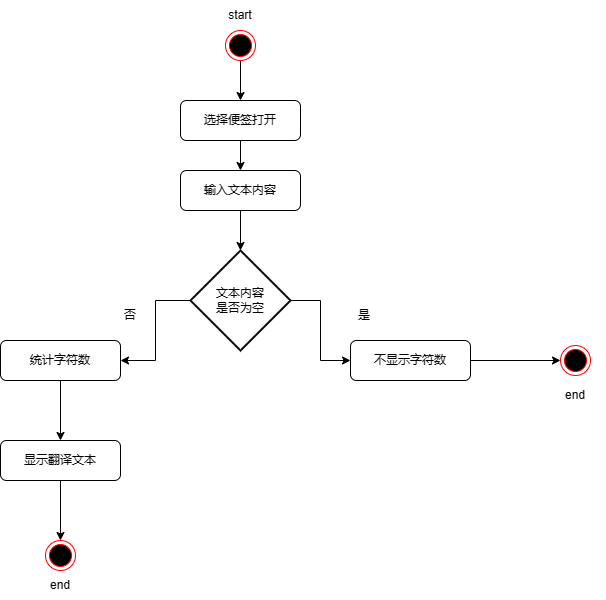 start
选择便签打开
输入文本内容
文本内容
是否为空
否
是
统计字符数
不显示字符数
end
显示翻译文本
end